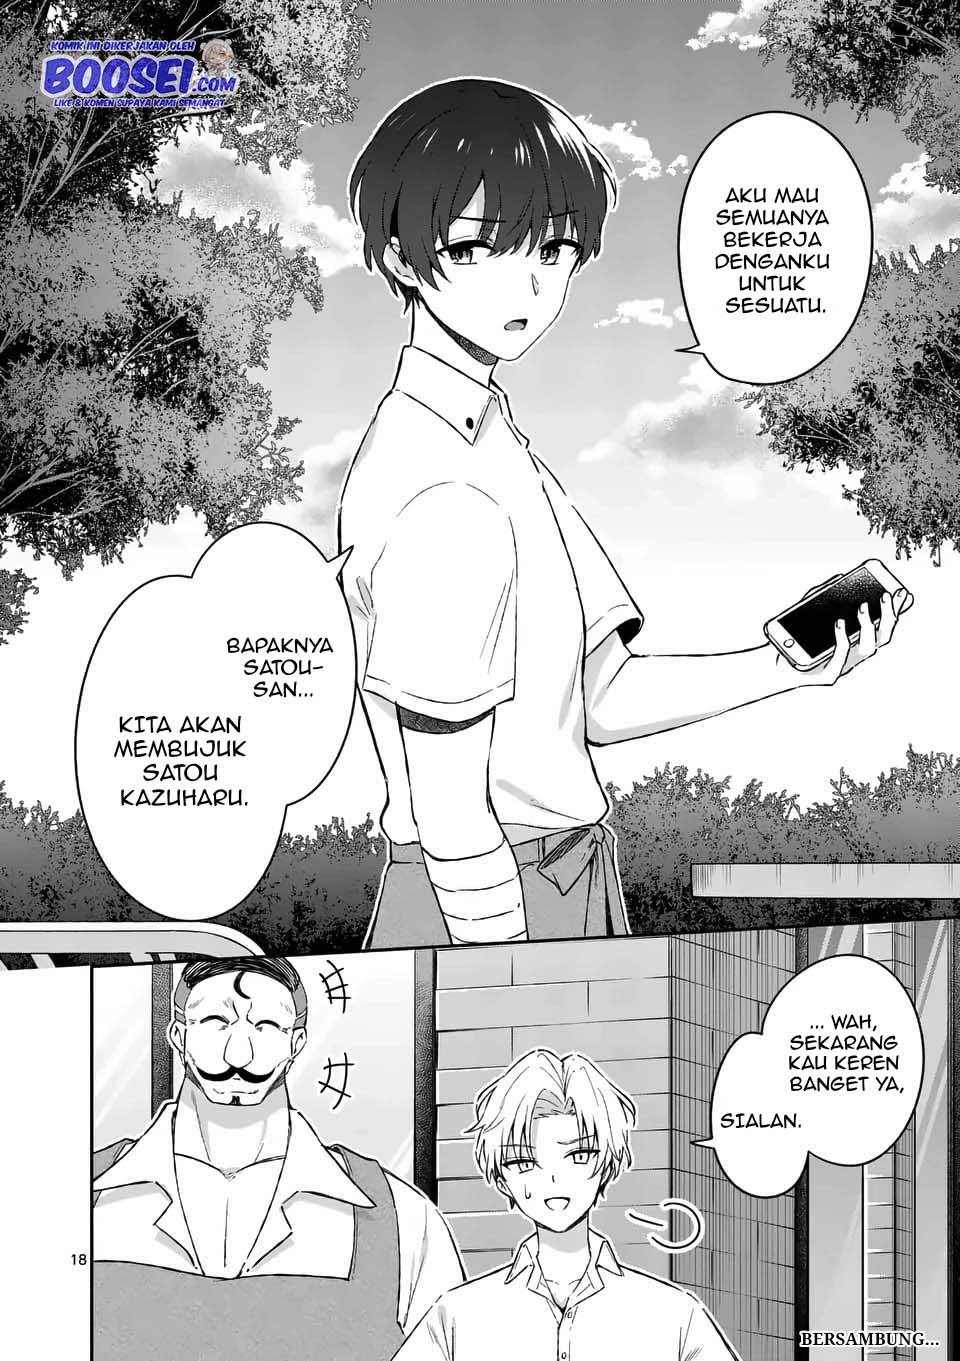 KOMIK INI DIKERJAKAN OLEH
BOOSEI.COM
LIKE & KOMEN SUPAYA KAMI SEMANGAT
AKU MAU
SEMUANYA
BEKERJA
DENGANKU
UNTUK
SESUATU.
BAPAKNYA
SATOU-
SAN...
KITA AKAN
MEMBUJUK
SATOU
KAZUHARU.
... WAH,
SEKARANG
KAU KEREN
BANGET YA,
SIALAN.
18
BERSAMBUNG...